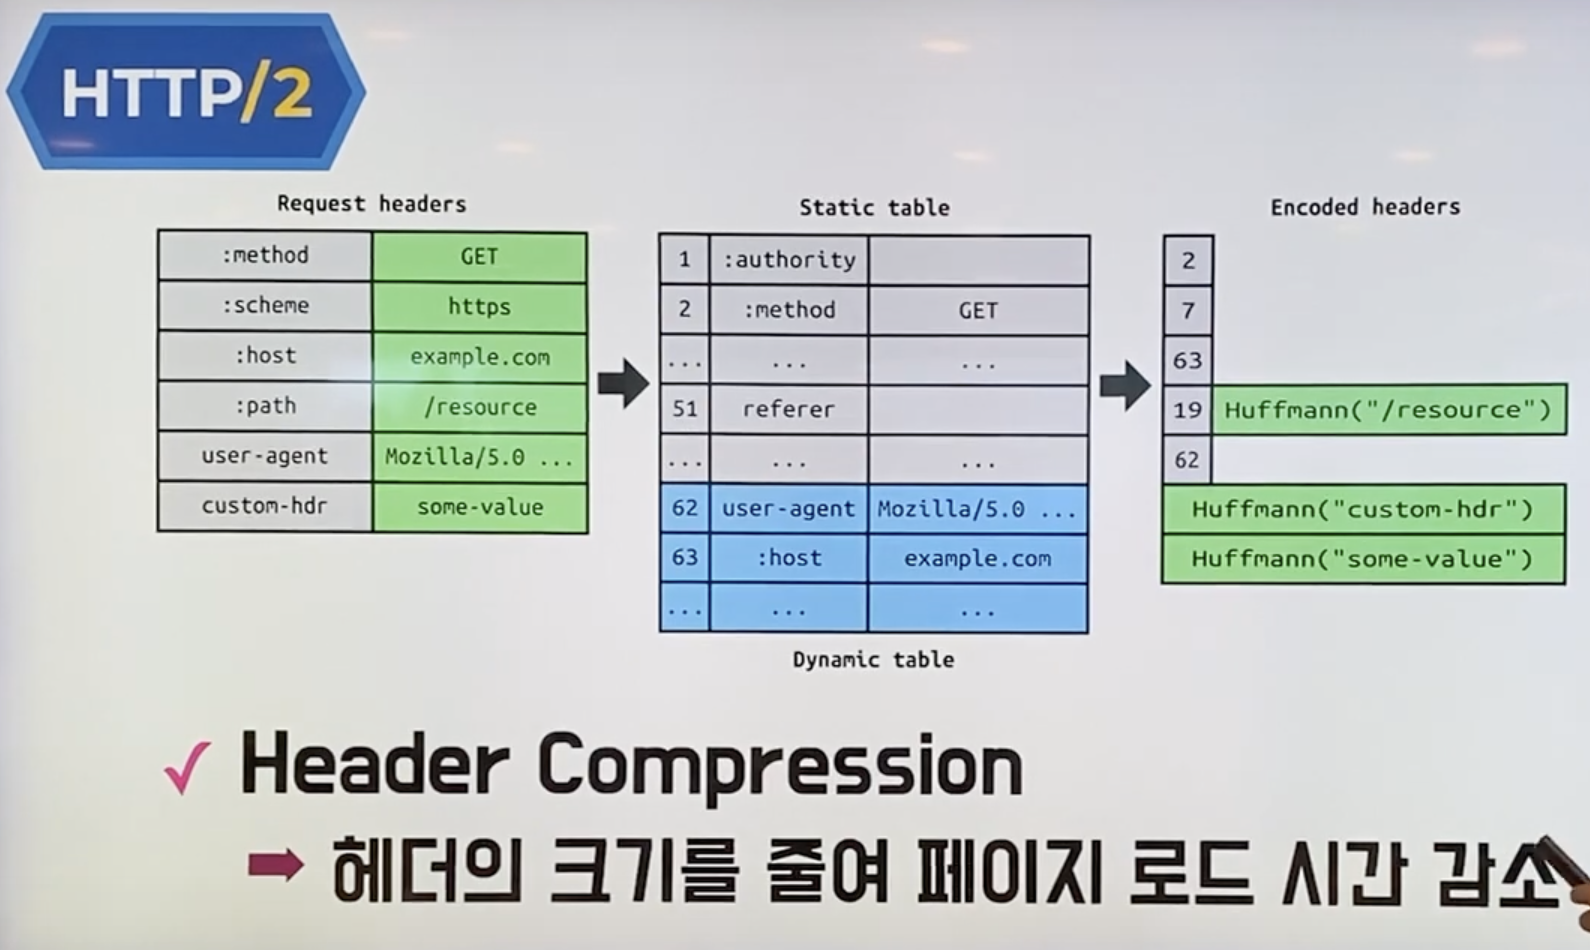 HTTP/2
Request headers
:method GET
:scheme https
:host example.com
:path /resource
user-agent Mozilla/5.0 ...
custom-hdr some-value
Static table
1 :authority
2 :method GET
... ... ...
51 referer
... ... ...
62 user-agent Mozilla/5.0 ...
63 :host example.com
... ... ...
Dynamic table
Encoded headers
2
7
63
19 Huffmann("/resource")
62
Huffmann("custom-hdr")
Huffmann("some-value")
✓ Header Compression
➡ 헤더의 크기를 줄여 페이지 로드 시간 감소